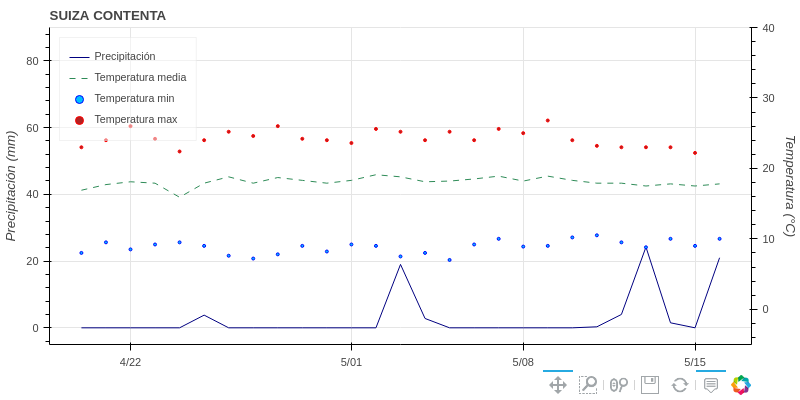 SUIZA CONTENTA
Precipitación
Temperatura media
Temperatura min
Temperatura max
Precipitación (mm)
80
60
40
20
0
40
30
20
10
0
Temperatura (°C)
4/22
5/01
5/08
5/15